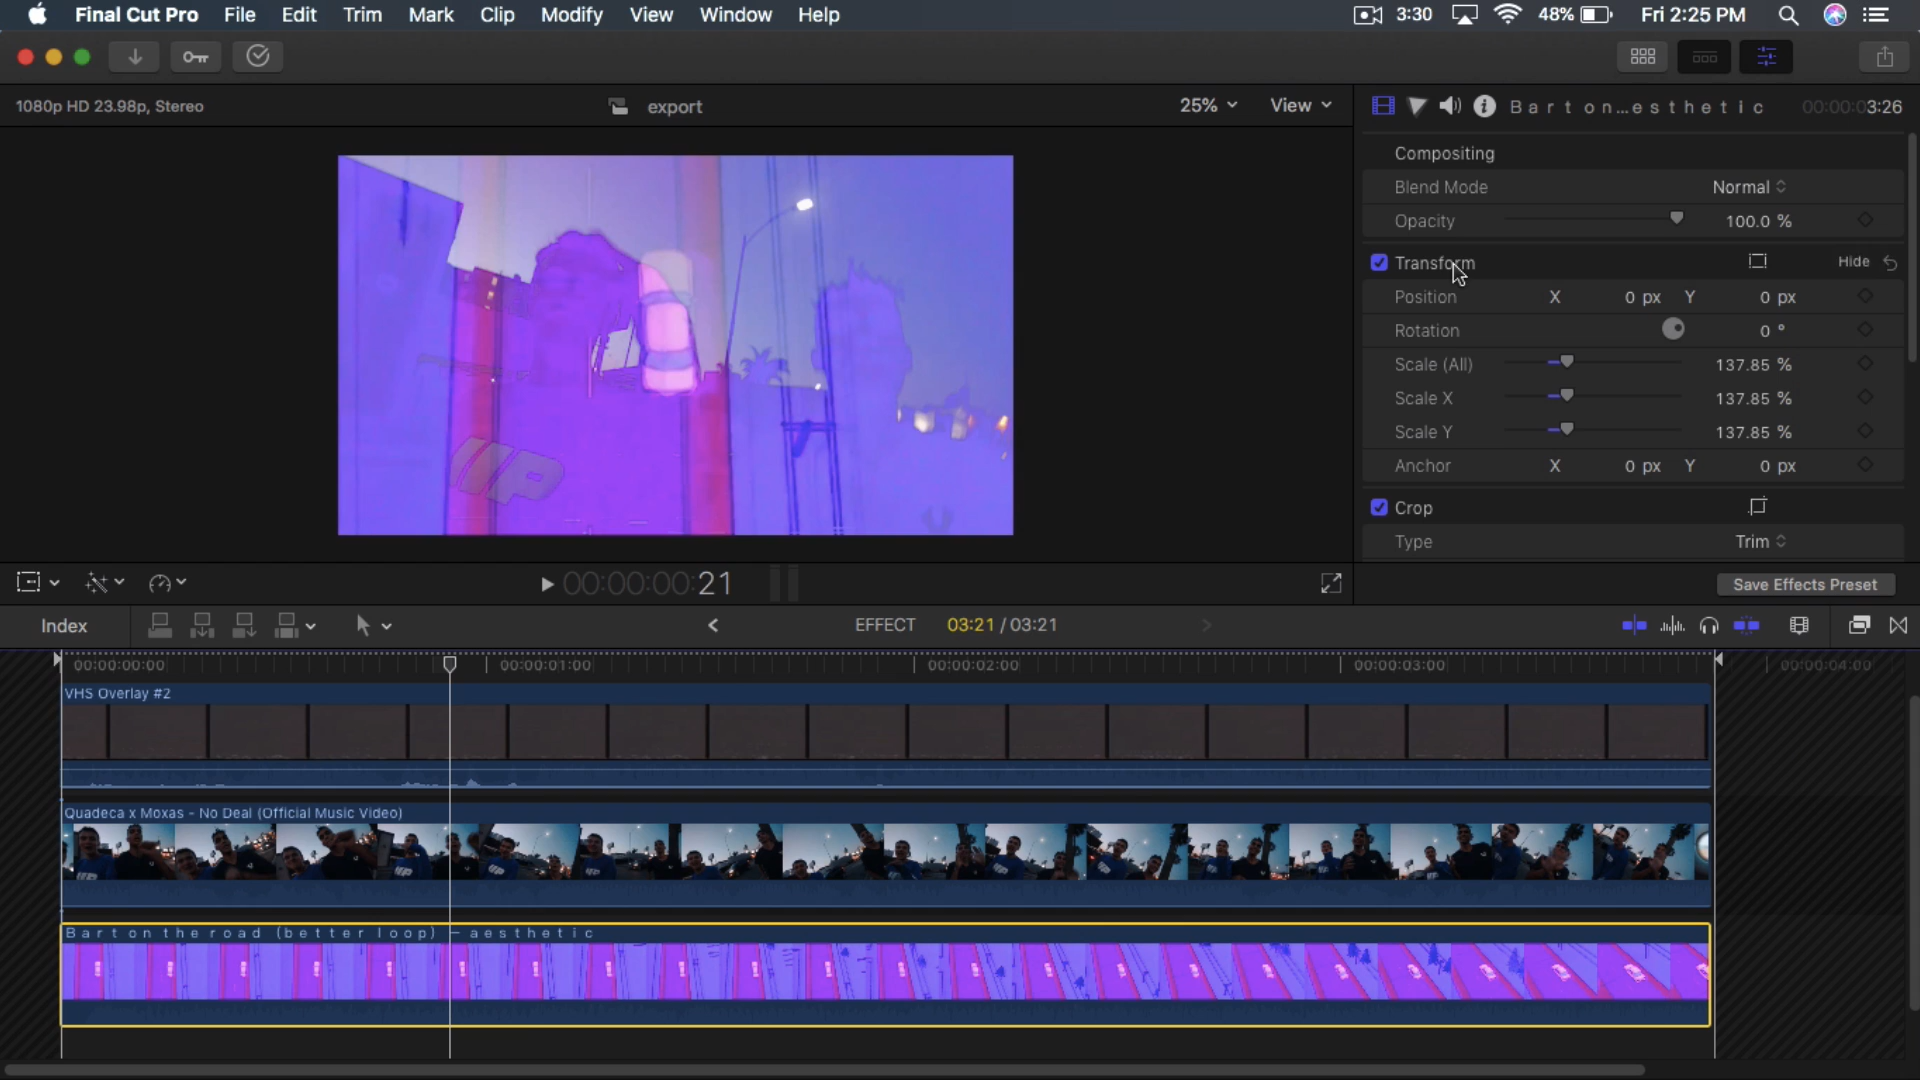 Final Cut Pro File Edit Trim Mark Clip Modify View Window Help 3:30 48% Fri 2:25 PM
1080p HD 23.98p, Stereo export 25% View B a r t o n...e s t h e t i c 00:00:03:26
Compositing
Blend Mode Normal
Opacity 100.0 %
Transform Hide
Position X 0 px Y 0 px
Rotation 0 °
Scale (All) 137.85 %
Scale X 137.85 %
Scale Y 137.85 %
Anchor X 0 px Y 0 px
Crop
Type Trim
00:00:00:21 Save Effects Preset
Index EFFECT 03:21 / 03:21
00:00:00:00 00:00:01:00 00:00:02:00 00:00:03:00 00:00:04:00
VHS Overlay #2
Quadeca x Moxas - No Deal (Official Music Video)
B a r t o n t h e r o a d ( b e t t e r l o o p ) – a e s t h e t i c